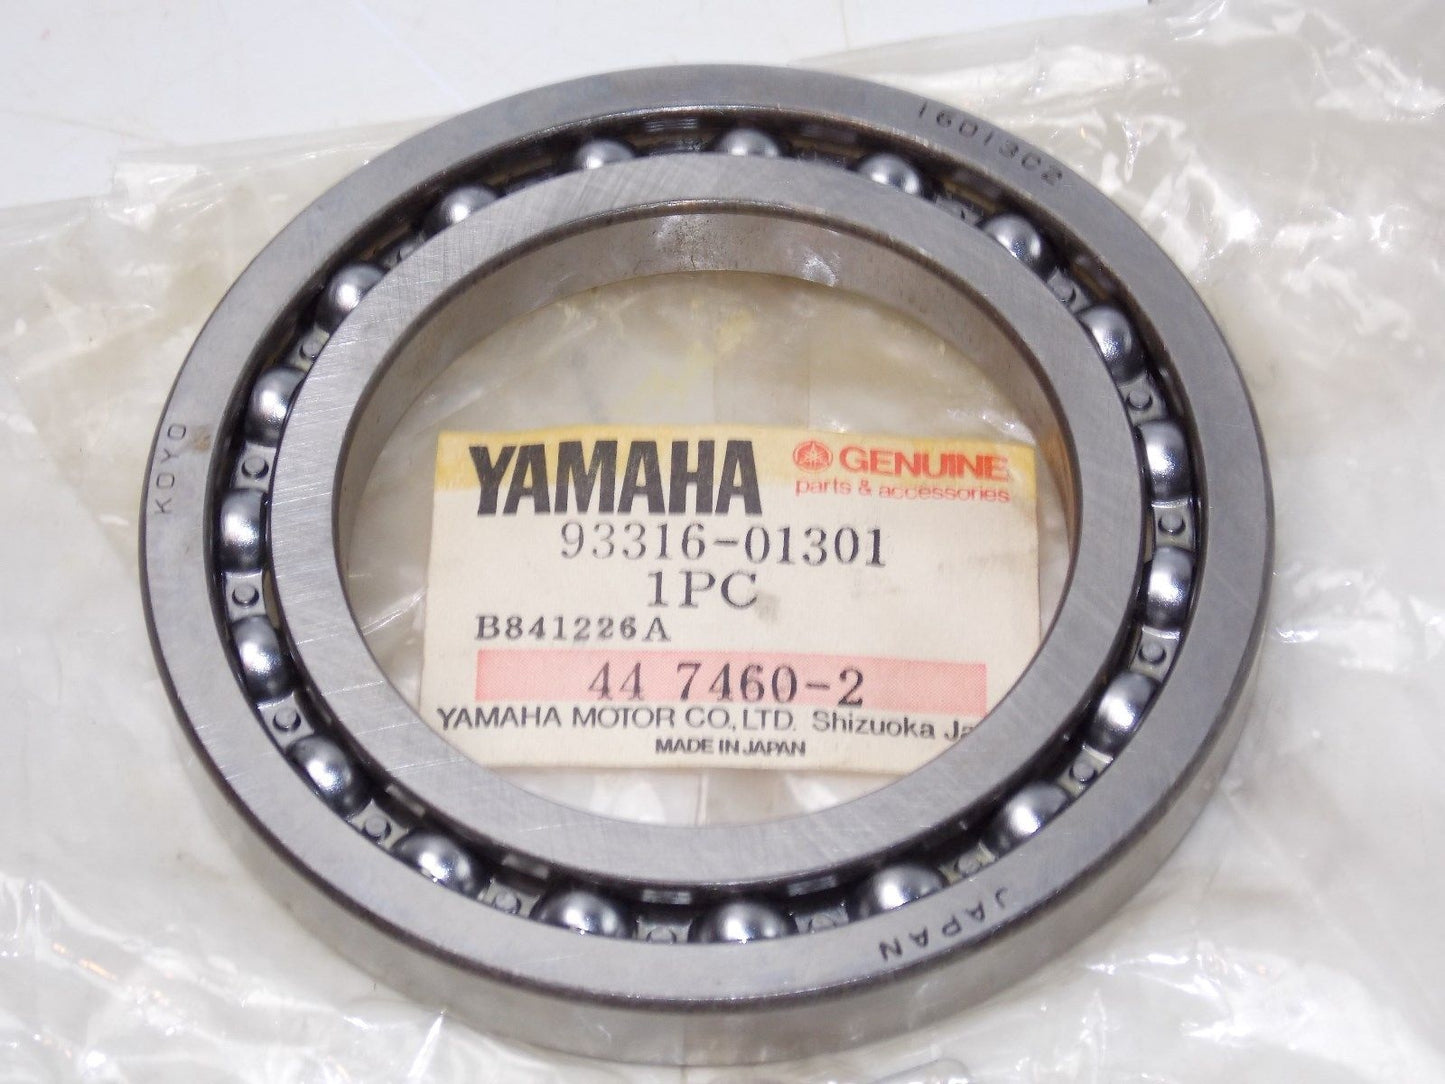 16013C2
KOYO
YAMAHA
GENUINE
parts & accessories
93316-01301
1PC
B841226A
44 7460-2
YAMAHA MOTOR CO., LTD. Shizuoka Ja
MADE IN JAPAN
JAPAN